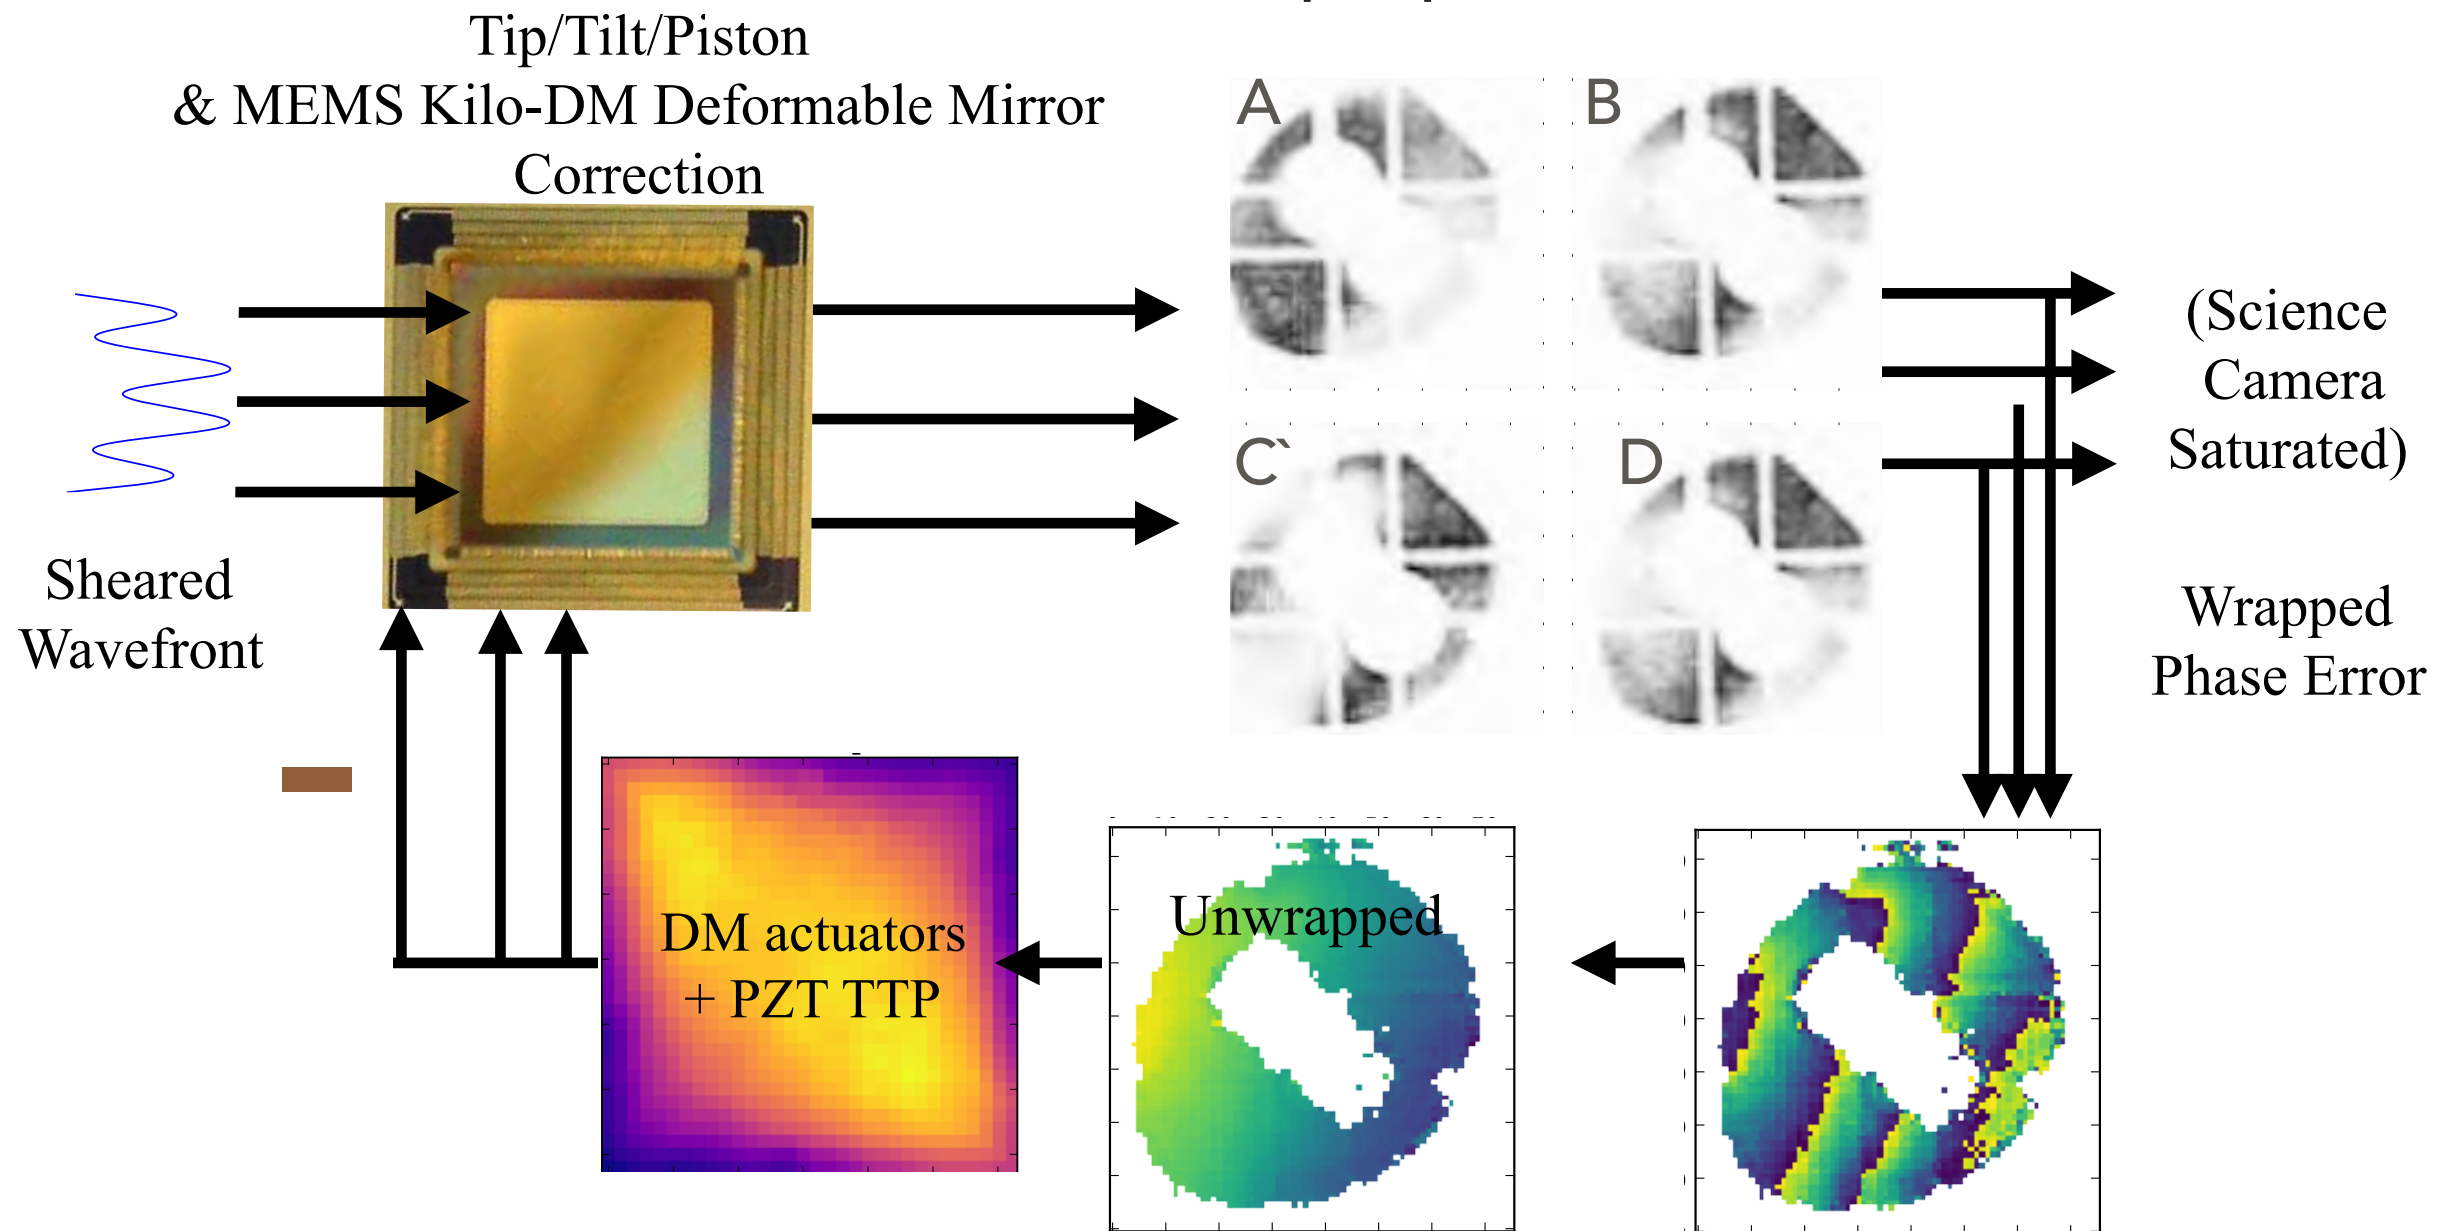 Tip/Tilt/Piston
& MEMS Kilo-DM Deformable Mirror
Correction
A
B
C`
D
(Science
Camera
Saturated)
Sheared
Wavefront
Wrapped
Phase Error
DM actuators
+ PZT TTP
Unwrapped